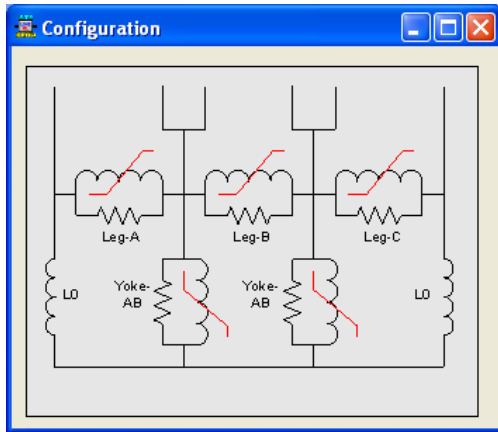 Configuration
Leg-A
Leg-B
Leg-C
L0
Yoke-
AB
Yoke-
AB
L0